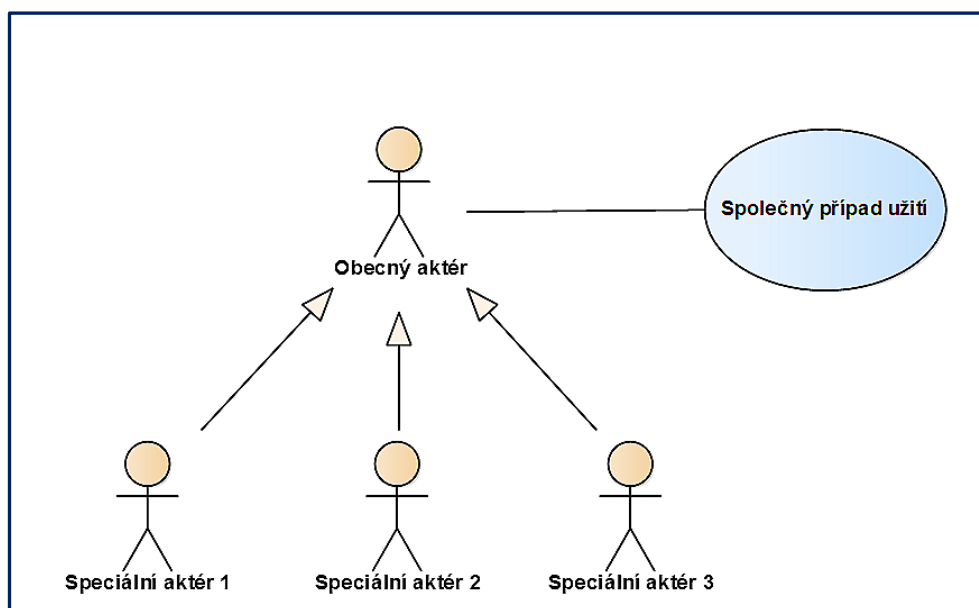 Společný případ užití
Obecný aktér
Speciální aktér 1
Speciální aktér 2
Speciální aktér 3